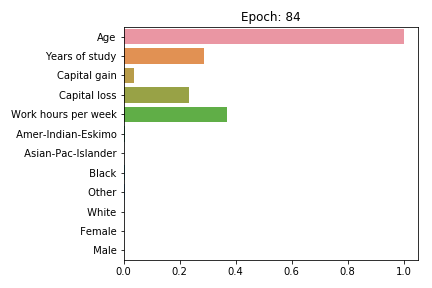 Epoch: 84
Age
Years of study
Capital gain
Capital loss
Work hours per week
Amer-Indian-Eskimo
Asian-Pac-Islander
Black
Other
White
Female
Male
0.0 0.2 0.4 0.6 0.8 1.0